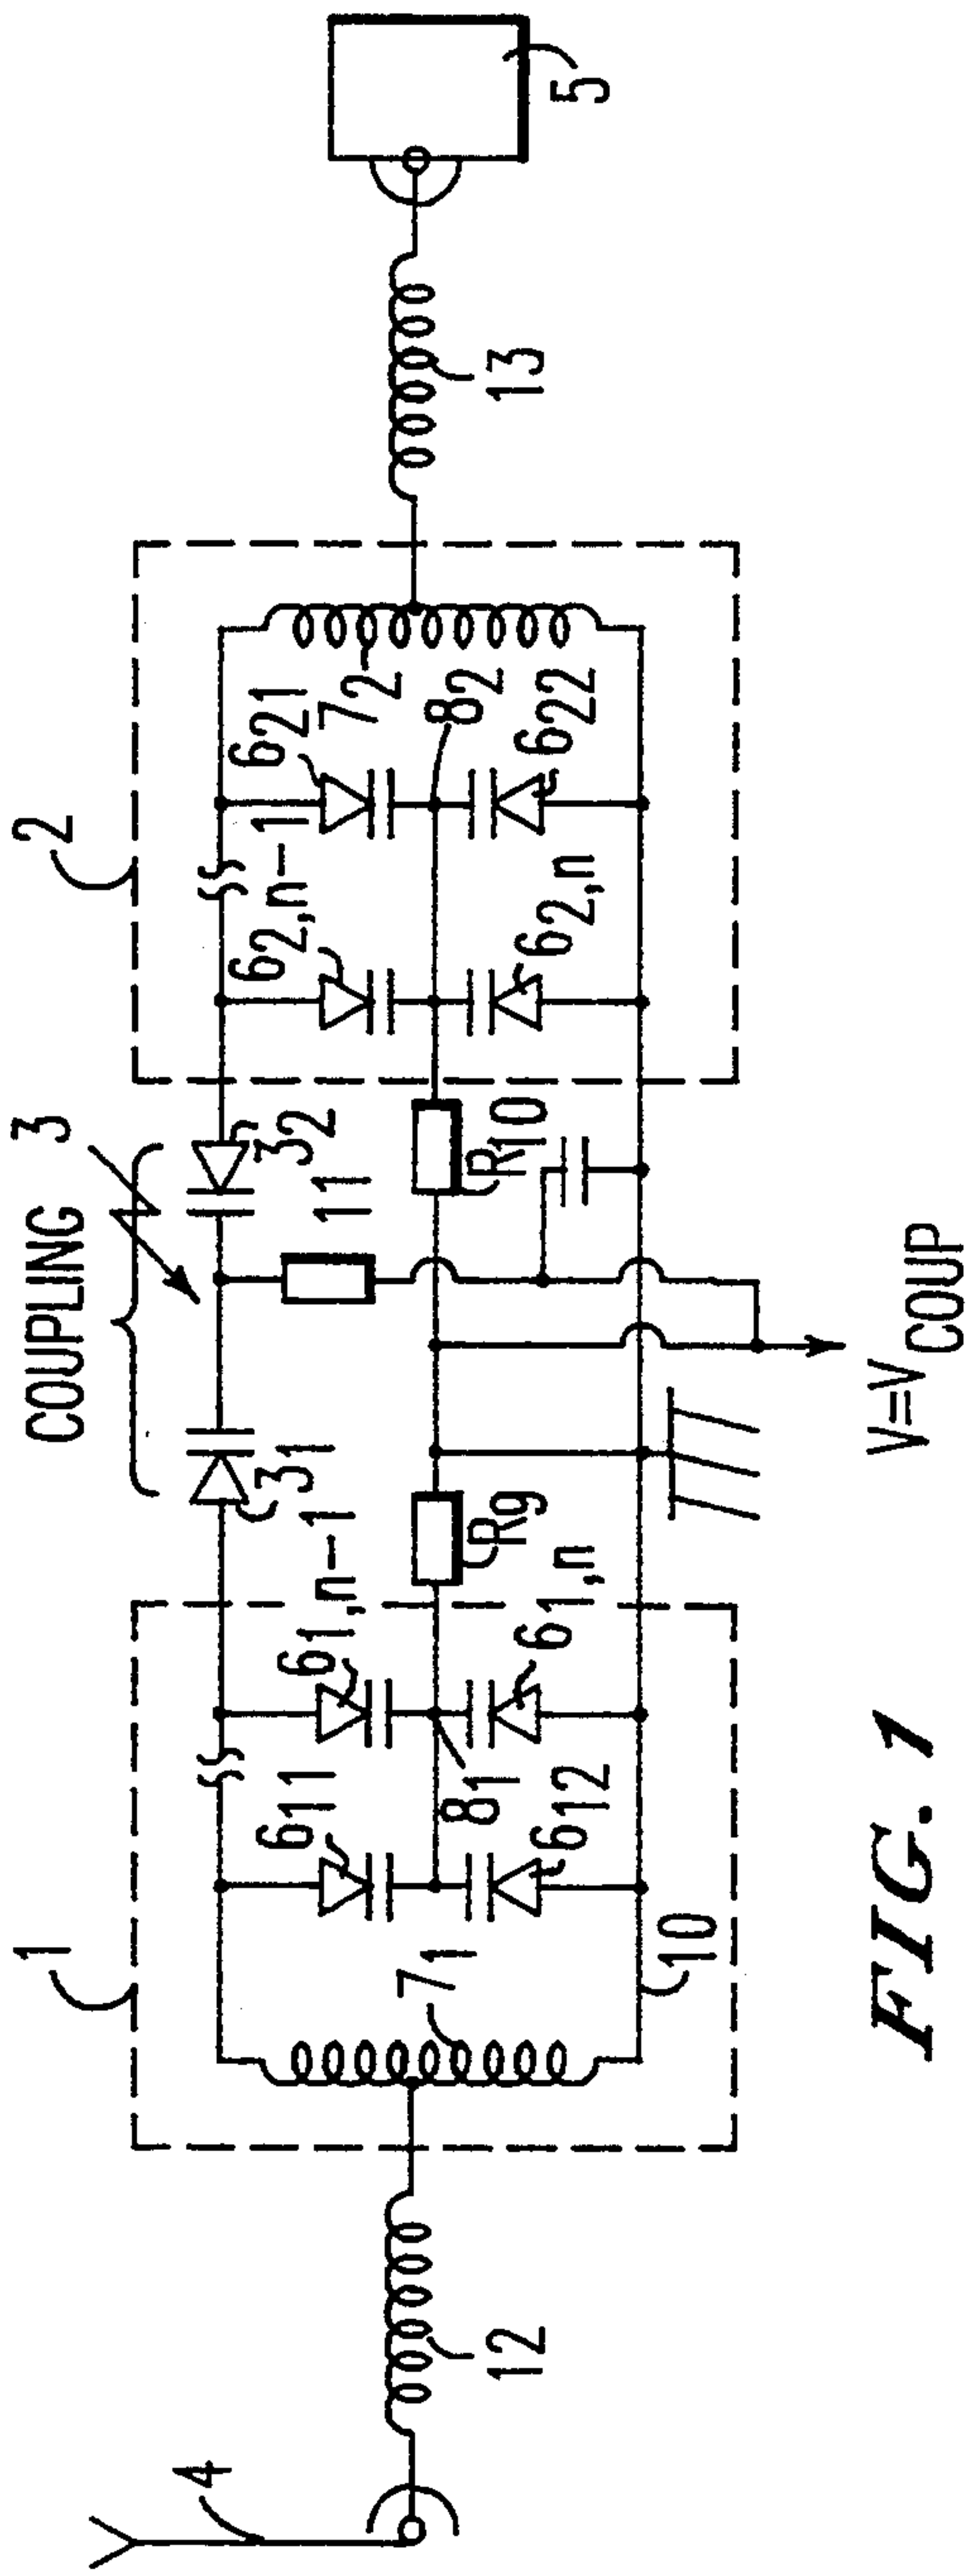 COUPLING
3
1
2
6₁₁
6₁,ₙ₋₁
3₁
3₂
11
6₂,ₙ₋₁
6₂₁
7₂
4
12
7₁
8₁
R₉
R₁₀
8₂
13
5
6₁₂
6₁,ₙ
6₂,ₙ
6₂₂
10
V=V COUP
FIG. 1